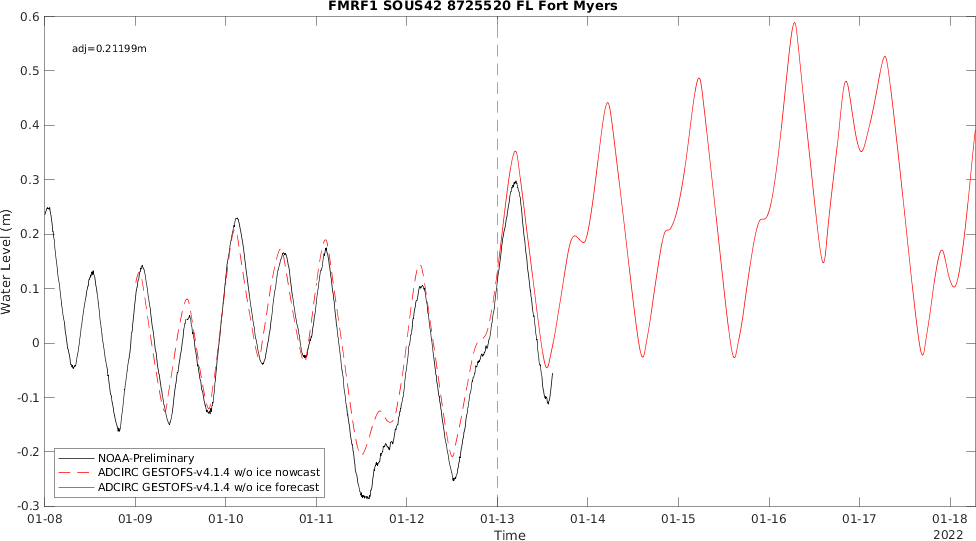 FMRF1 SOUS42 8725520 FL Fort Myers
adj=0.21199m
0.6
0.5
0.4
0.3
0.2
0.1
0
-0.1
-0.2
-0.3
Water Level (m)
NOAA-Preliminary
ADCIRC GESTOFS-v4.1.4 w/o ice nowcast
ADCIRC GESTOFS-v4.1.4 w/o ice forecast
01-08 01-09 01-10 01-11 01-12 01-13 01-14 01-15 01-16 01-17 01-18
Time
2022